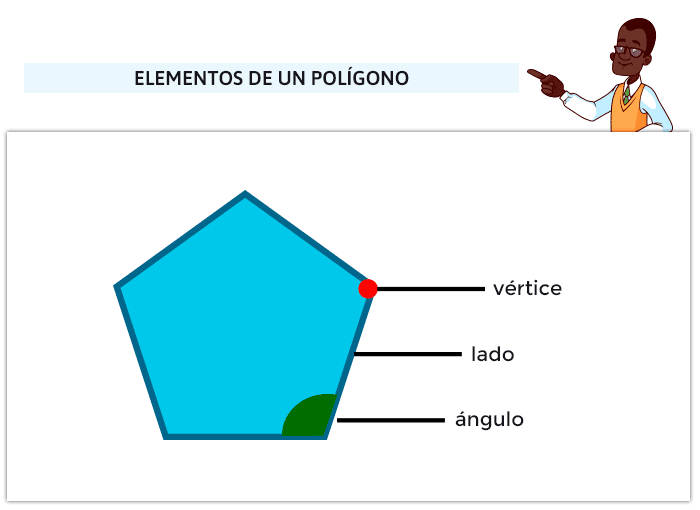 ELEMENTOS DE UN POLÍGONO
vértice
lado
ángulo